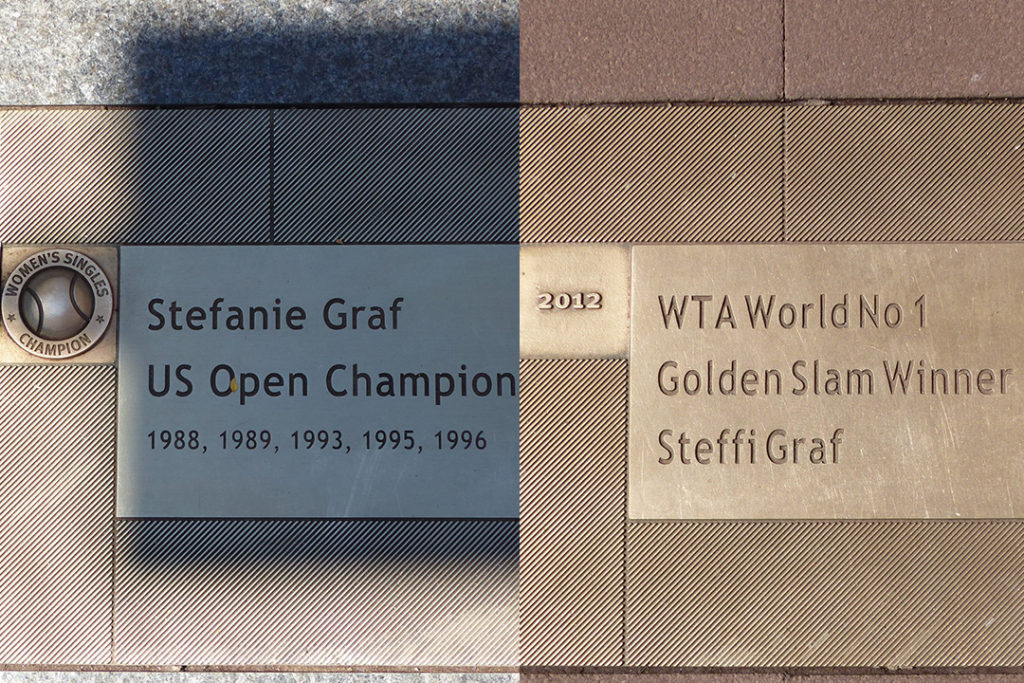 WOMEN'S SINGLES
CHAMPION
Stefanie Graf
US Open Champion
1988, 1989, 1993, 1995, 1996
2012
WTA World No 1
Golden Slam Winner
Steffi Graf